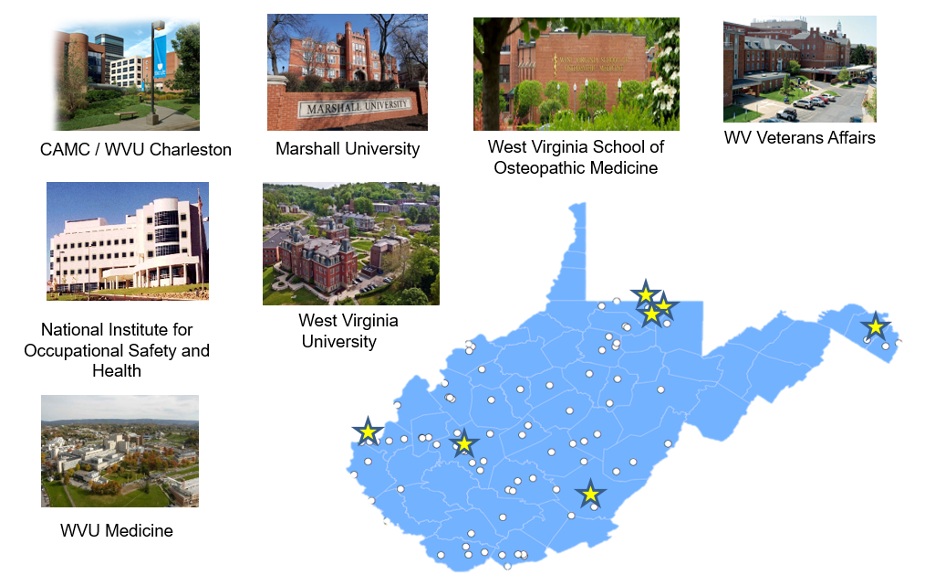 MARSHALL UNIVERSITY
CAMC / WVU Charleston
Marshall University
West Virginia School of
Osteopathic Medicine
WV Veterans Affairs
National Institute for
Occupational Safety and
Health
West Virginia
University
WVU Medicine